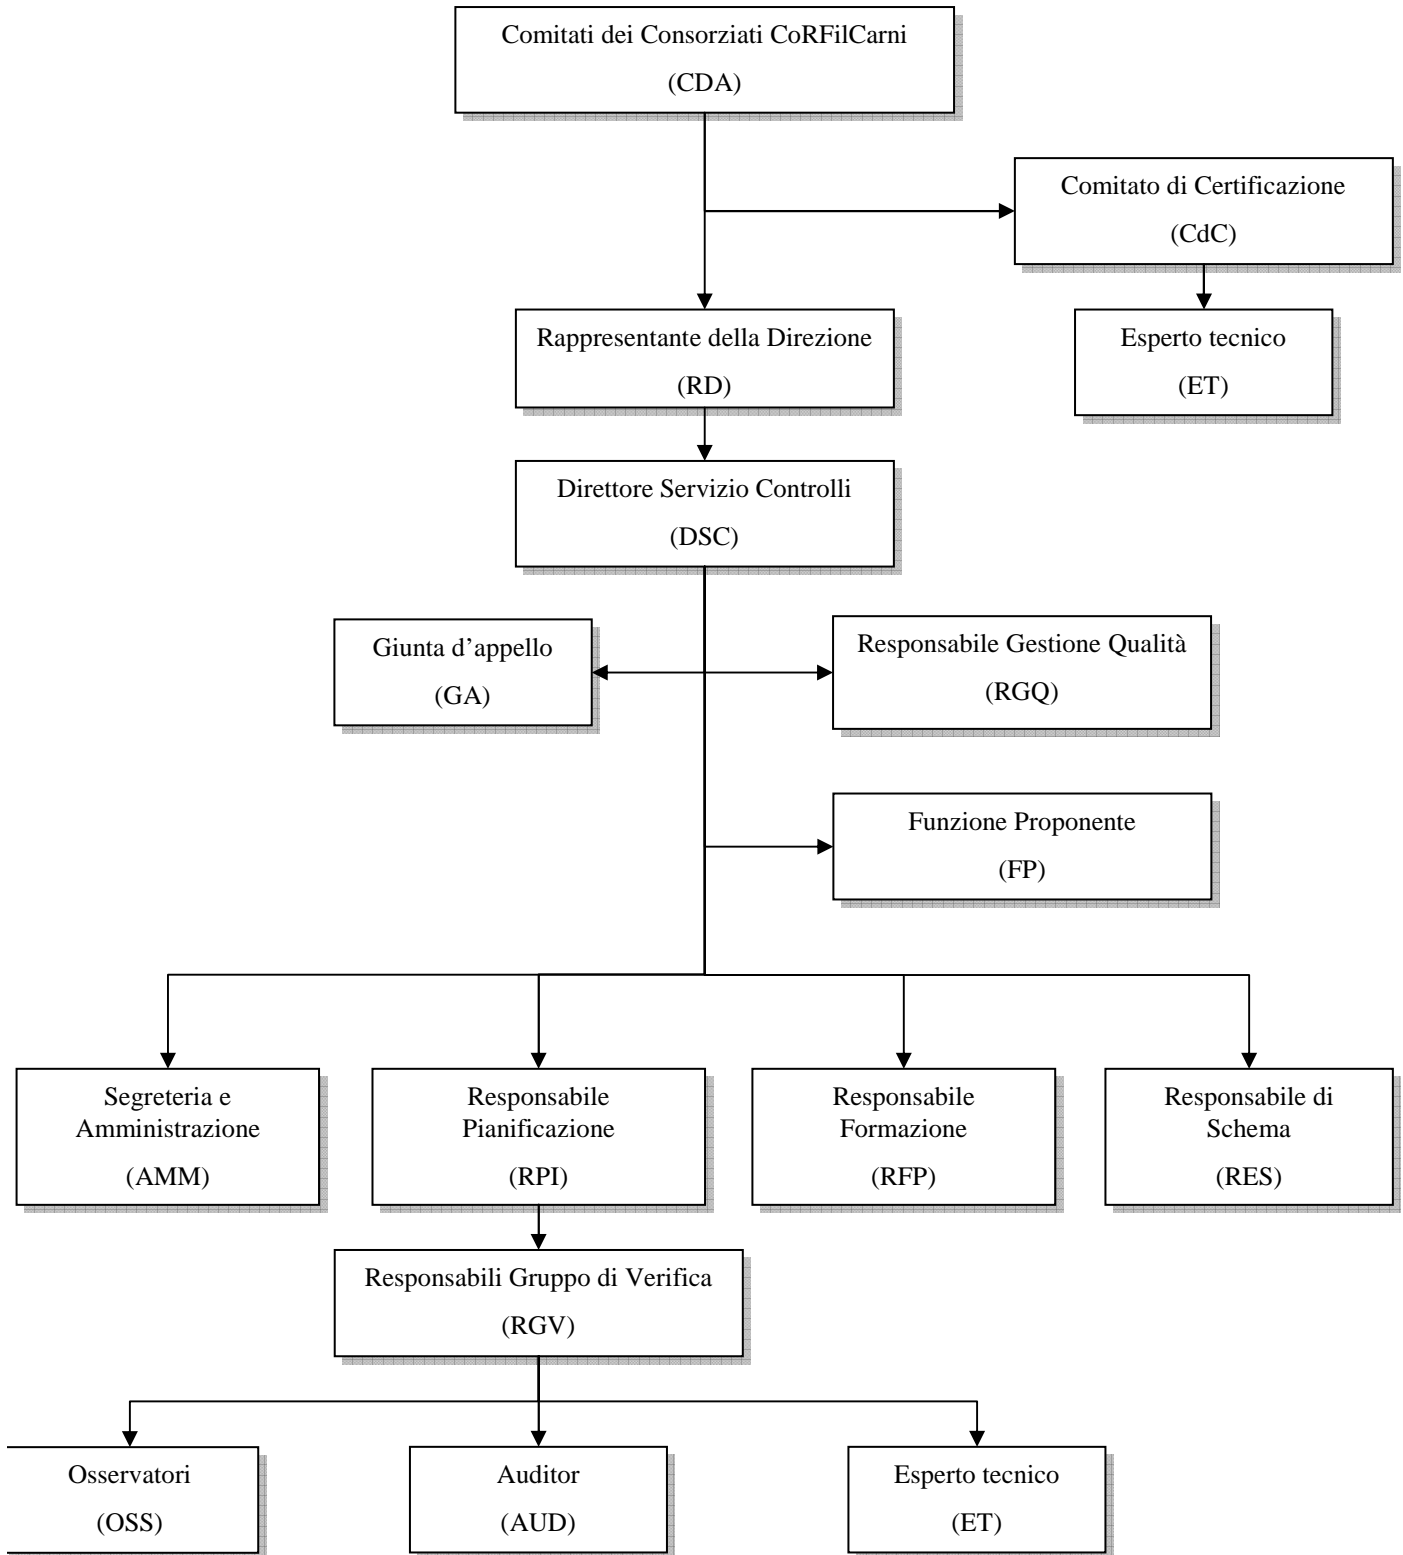 Comitati dei Consorziati CoRFilCarni
(CDA)
Comitato di Certificazione
(CdC)
Rappresentante della Direzione
(RD)
Esperto tecnico
(ET)
Direttore Servizio Controlli
(DSC)
Giunta d’appello
(GA)
Responsabile Gestione Qualità
(RGQ)
Funzione Proponente
(FP)
Segreteria e
Amministrazione
(AMM)
Responsabile
Pianificazione
(RPI)
Responsabile
Formazione
(RFP)
Responsabile di
Schema
(RES)
Responsabili Gruppo di Verifica
(RGV)
Osservatori
(OSS)
Auditor
(AUD)
Esperto tecnico
(ET)